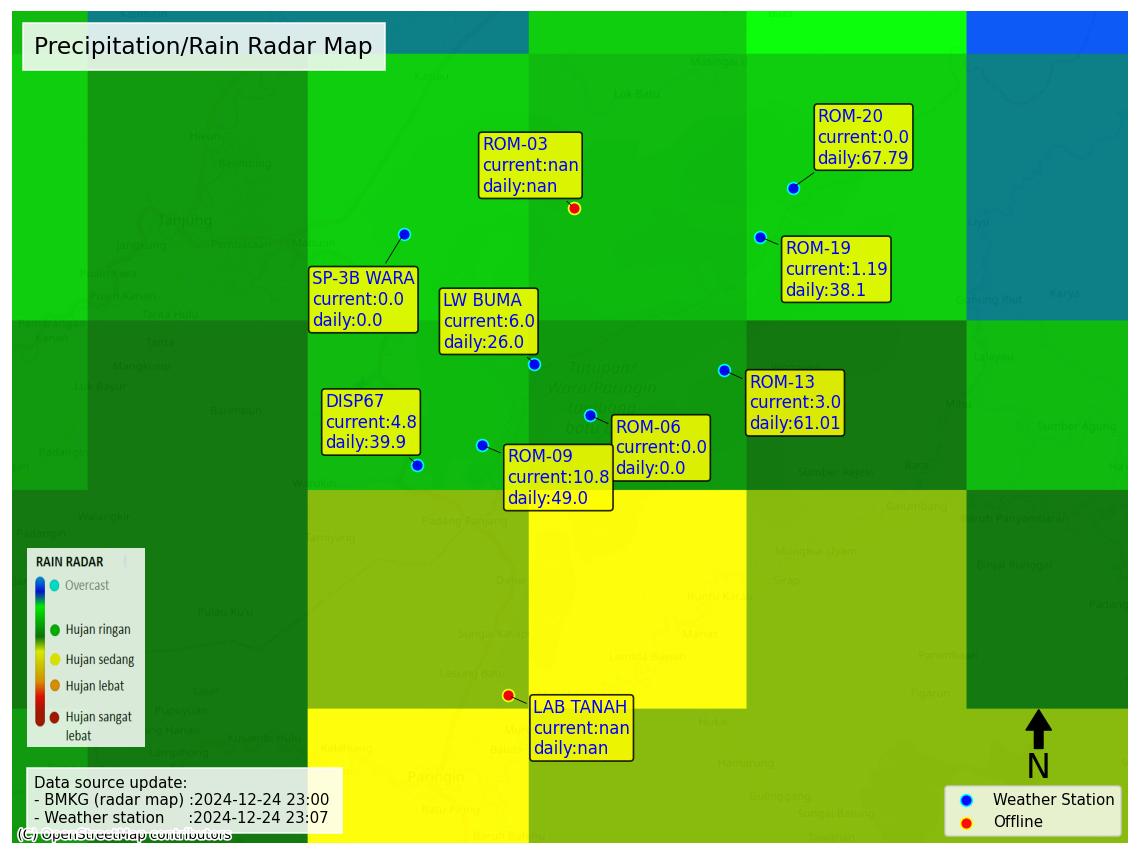 Precipitation/Rain Radar Map
ROM-20
current:0.0
daily:67.79
ROM-03
current:nan
daily:nan
ROM-19
current:1.19
daily:38.1
SP-3B WARA
current:0.0
daily:0.0
LW BUMA
current:6.0
daily:26.0
ROM-13
current:3.0
daily:61.01
DISP67
current:4.8
daily:39.9
ROM-06
current:0.0
daily:0.0
ROM-09
current:10.8
daily:49.0
LAB TANAH
current:nan
daily:nan
Tanjung
Lok Batu
Paringin
RAIN RADAR
Overcast
Hujan ringan
Hujan sedang
Hujan lebat
Hujan sangat
lebat
Data source update:
- BMKG (radar map) :2024-12-24 23:00
- Weather station :2024-12-24 23:07
(C) OpenStreetMap contributors
N
Weather Station
Offline